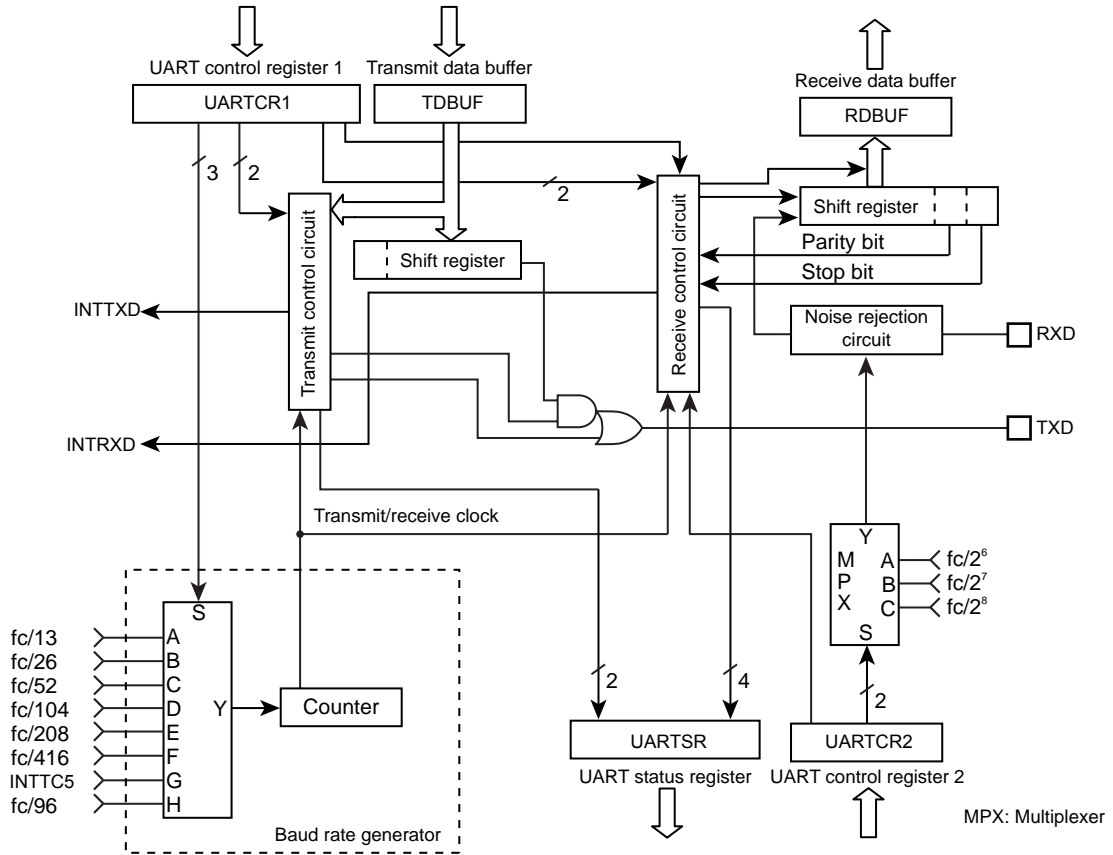 UART control register 1
Transmit data buffer
Receive data buffer
UARTCR1
TDBUF
RDBUF
3
2
2
Shift register
Parity bit
Stop bit
Transmit control circuit
Shift register
Receive control circuit
INTTXD
Noise rejection
circuit
RXD
INTRXD
TXD
Transmit/receive clock
Y
M
P
X
A
B
C
S
fc/2⁶
fc/2⁷
fc/2⁸
S
fc/13
A
fc/26
B
fc/52
C
fc/104
D
Y
Counter
fc/208
E
fc/416
F
INTTC5
G
fc/96
H
Baud rate generator
2
4
2
UARTSR
UARTCR2
UART status register
UART control register 2
MPX: Multiplexer